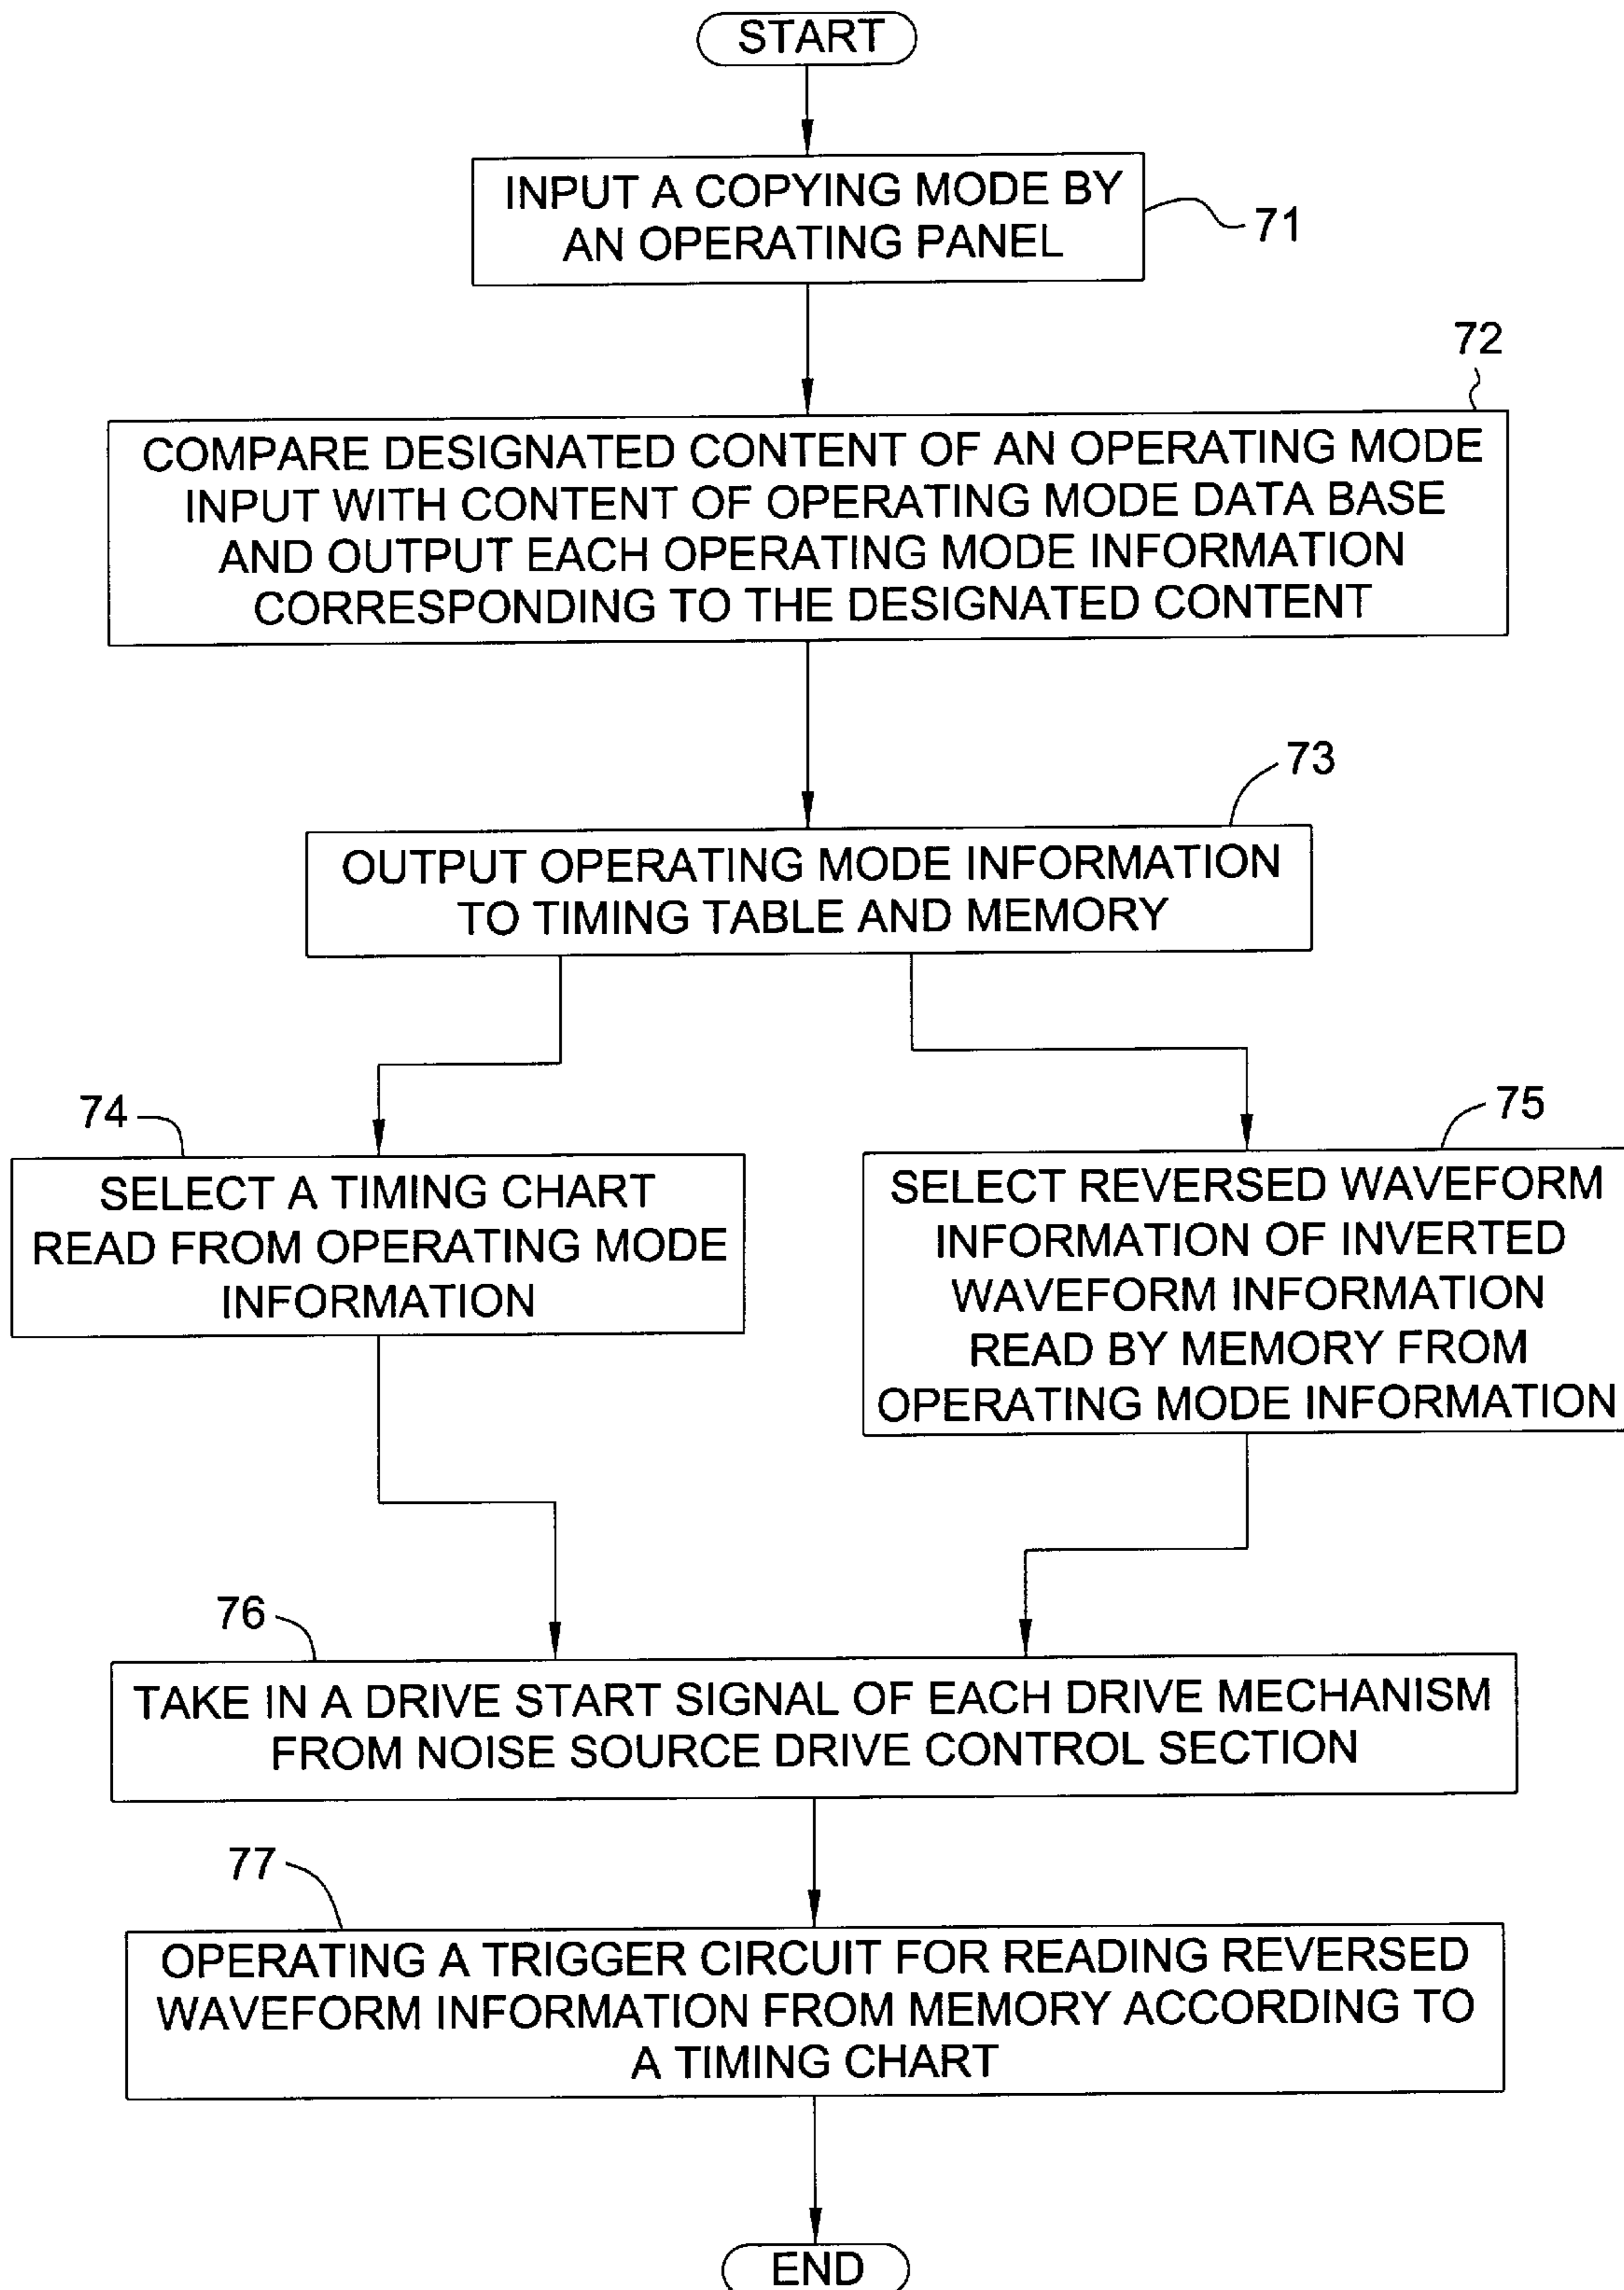 START
INPUT A COPYING MODE BY
AN OPERATING PANEL
71
72
COMPARE DESIGNATED CONTENT OF AN OPERATING MODE
INPUT WITH CONTENT OF OPERATING MODE DATA BASE
AND OUTPUT EACH OPERATING MODE INFORMATION
CORRESPONDING TO THE DESIGNATED CONTENT
73
OUTPUT OPERATING MODE INFORMATION
TO TIMING TABLE AND MEMORY
74
SELECT A TIMING CHART
READ FROM OPERATING MODE
INFORMATION
75
SELECT REVERSED WAVEFORM
INFORMATION OF INVERTED
WAVEFORM INFORMATION
READ BY MEMORY FROM
OPERATING MODE INFORMATION
76
TAKE IN A DRIVE START SIGNAL OF EACH DRIVE MECHANISM
FROM NOISE SOURCE DRIVE CONTROL SECTION
77
OPERATING A TRIGGER CIRCUIT FOR READING REVERSED
WAVEFORM INFORMATION FROM MEMORY ACCORDING TO
A TIMING CHART
END